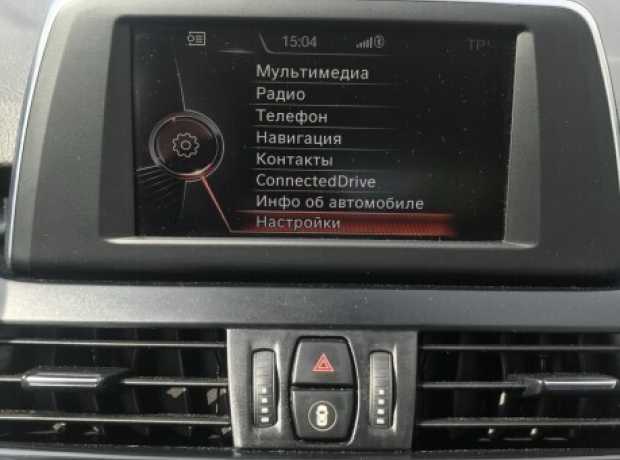 15:04
Мультимедиа
Радио
Телефон
Навигация
Контакты
ConnectedDrive
Инфо об автомобиле
Настройки